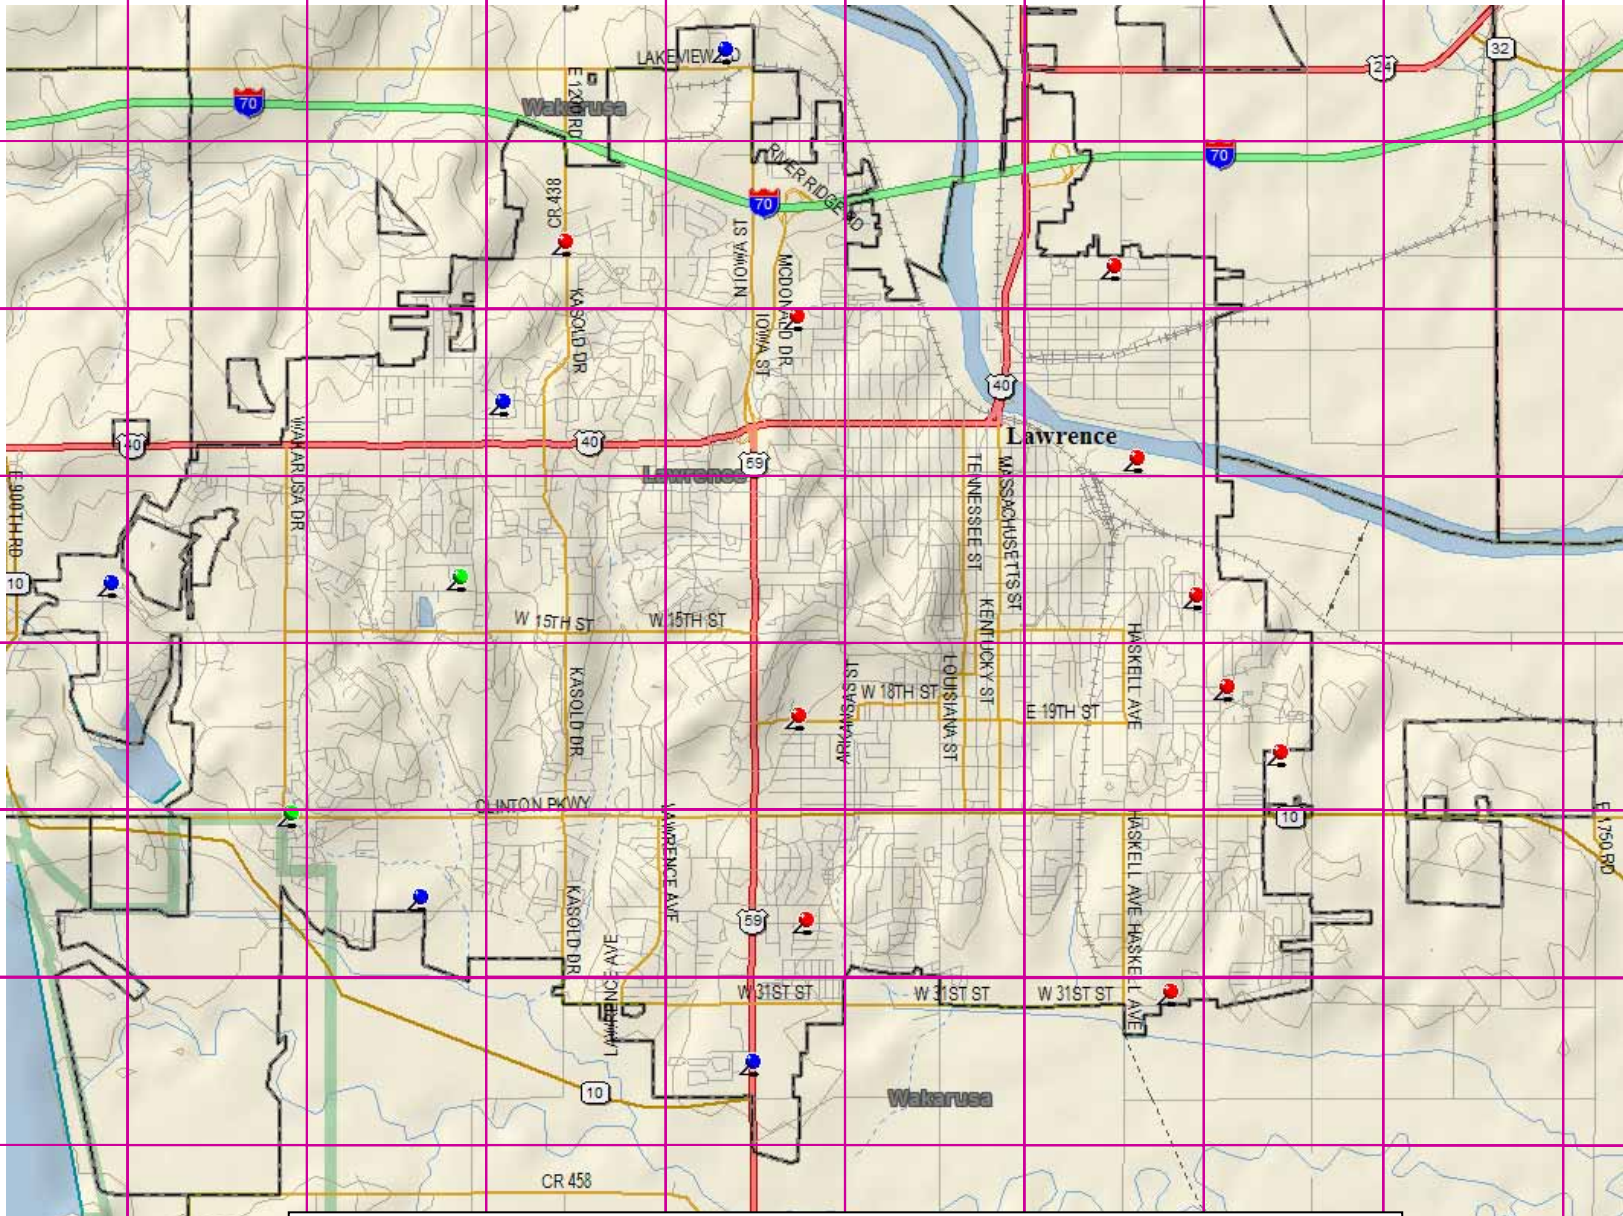 LAKEVIEW RD
32
24
70
E 1200 RD
Wakarusa
70
RIVER RIDGE RD
CR 438
70
N IOWA ST
MCDONALD DR
KASOLD DR
IOWA ST
40
40
40
Lawrence
59
Lawrence
WAKARUSA DR
E 900TH RD
TENNESSEE ST
MASSACHUSETTS ST
10
W 15TH ST
W 15TH ST
KENTUCKY ST
HASKELL AVE
LOUISIANA ST
KASOLD DR
ARKANSAS ST
W 18TH ST
E 19TH ST
CLINTON PKWY
10
E 1750 RD
LAWRENCE AVE
HASKELL AVE
HASKELL AVE
KASOLD DR
59
LAWRENCE AVE
W 31ST ST
W 31ST ST
W 31ST ST
10
Wakarusa
CR 458